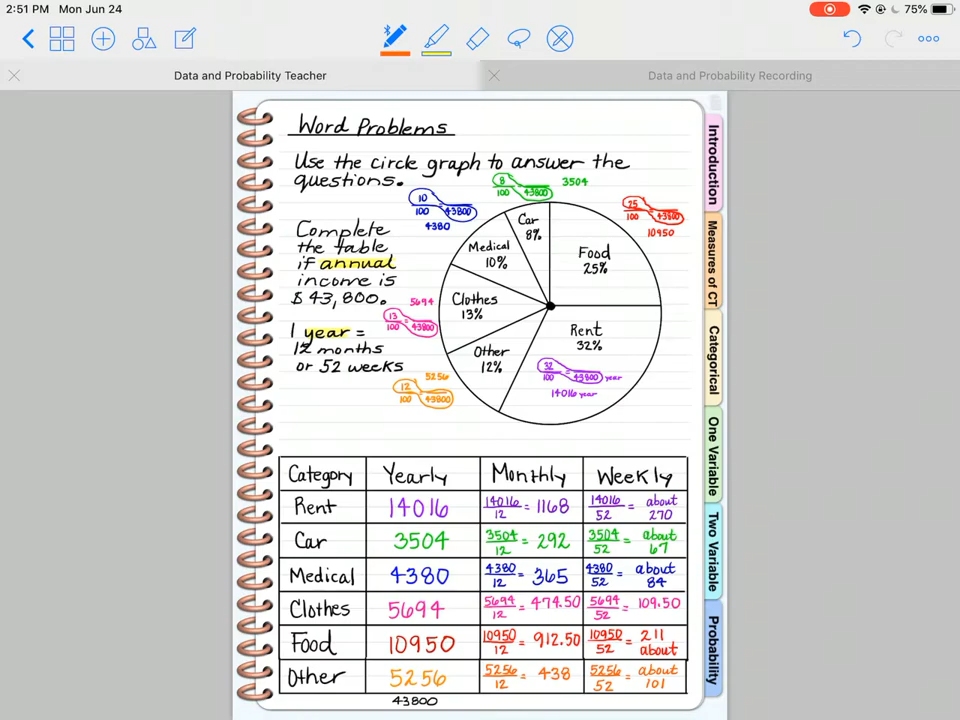 2:51 PM Mon Jun 24
75%
Data and Probability Teacher
Data and Probability Recording
Word Problems
Use the circle graph to answer the
questions.
Complete
the table
if annual
income is
$ 43,800.
1 year =
12 months
or 52 weeks
8/100 = /43800
3504
10/100 = /43800
4380
25/100 = /43800
10950
5694
13/100 = /43800
5256
12/100 = /43800
Car
8%
Food
25%
Medical
10%
Clothes
13%
Other
12%
Rent
32%
32/100 = /43800 year
14016 year
Category Yearly Monthly Weekly
Rent 14016 14016/12 = 1168 14016/52 = about 270
Car 3504 3504/12 = 292 3504/52 = about 67
Medical 4380 4380/12 = 365 4380/52 = about 84
Clothes 5694 5694/12 = 474.50 5694/52 = 109.50
Food 10950 10950/12 = 912.50 10950/52 = 211 about
Other 5256 5256/12 = 438 5256/52 = about 101
43800
Introduction
Measures of CT
Categorical
One Variable
Two Variable
Probability